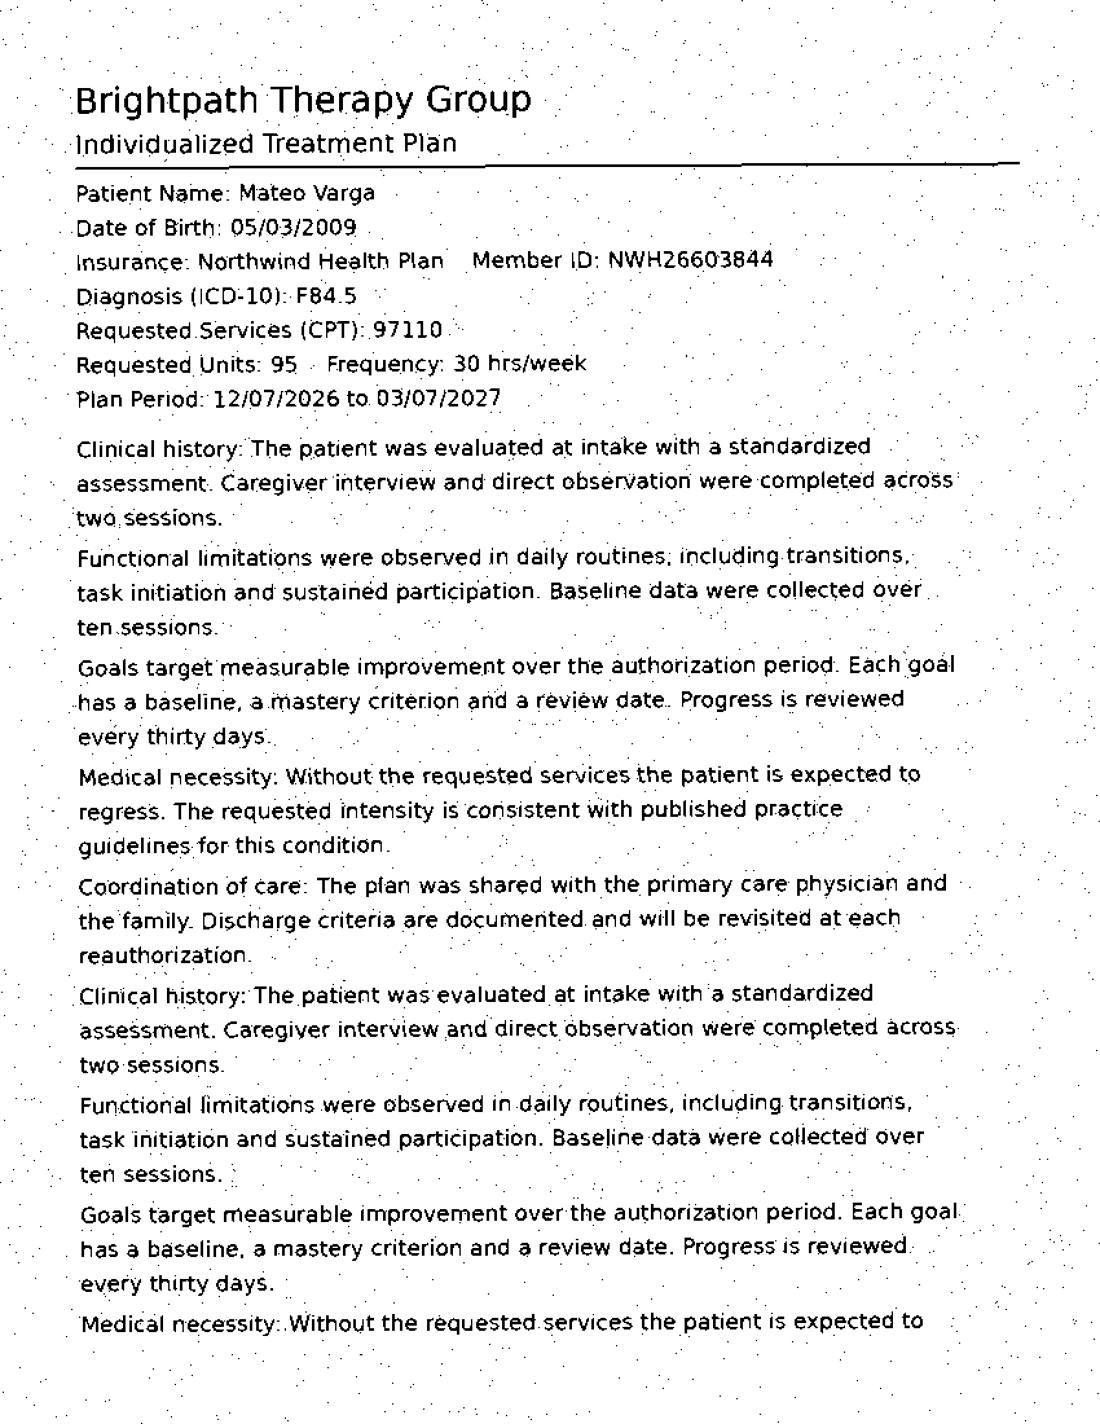 Brightpath Therapy Group
Individualized Treatment Plan
Patient Name: Mateo Varga
Date of Birth: 05/03/2009
Insurance: Northwind Health Plan Member ID: NWH26603844
Diagnosis (ICD-10): F84.5
Requested Services (CPT): 97110
Requested Units: 95 Frequency: 30 hrs/week
Plan Period: 12/07/2026 to 03/07/2027
Clinical history: The patient was evaluated at intake with a standardized
assessment. Caregiver interview and direct observation were completed across
two sessions.
Functional limitations were observed in daily routines, including transitions,
task initiation and sustained participation. Baseline data were collected over
ten sessions.
Goals target measurable improvement over the authorization period. Each goal
has a baseline, a mastery criterion and a review date. Progress is reviewed
every thirty days.
Medical necessity: Without the requested services the patient is expected to
regress. The requested intensity is consistent with published practice
guidelines for this condition.
Coordination of care: The plan was shared with the primary care physician and
the family. Discharge criteria are documented and will be revisited at each
reauthorization.
Clinical history: The patient was evaluated at intake with a standardized
assessment. Caregiver interview and direct observation were completed across
two sessions.
Functional limitations were observed in daily routines, including transitions,
task initiation and sustained participation. Baseline data were collected over
ten sessions.
Goals target measurable improvement over the authorization period. Each goal
has a baseline, a mastery criterion and a review date. Progress is reviewed
every thirty days.
Medical necessity: Without the requested services the patient is expected to